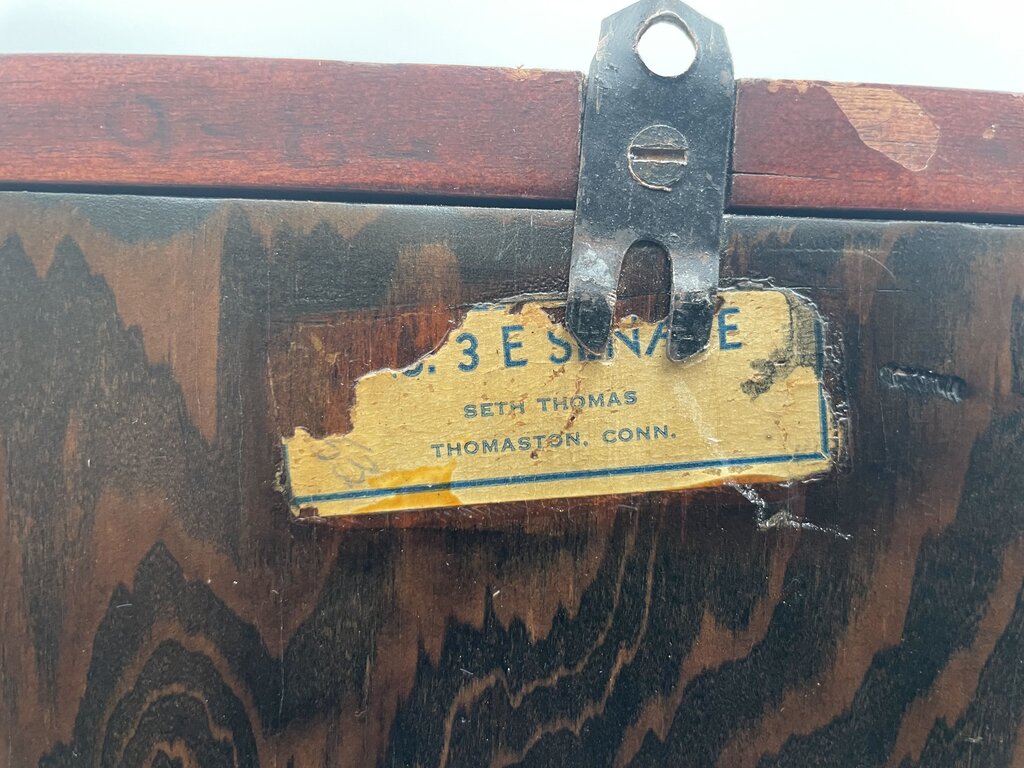 3 E SENATE
SETH THOMAS
THOMASTON, CONN.